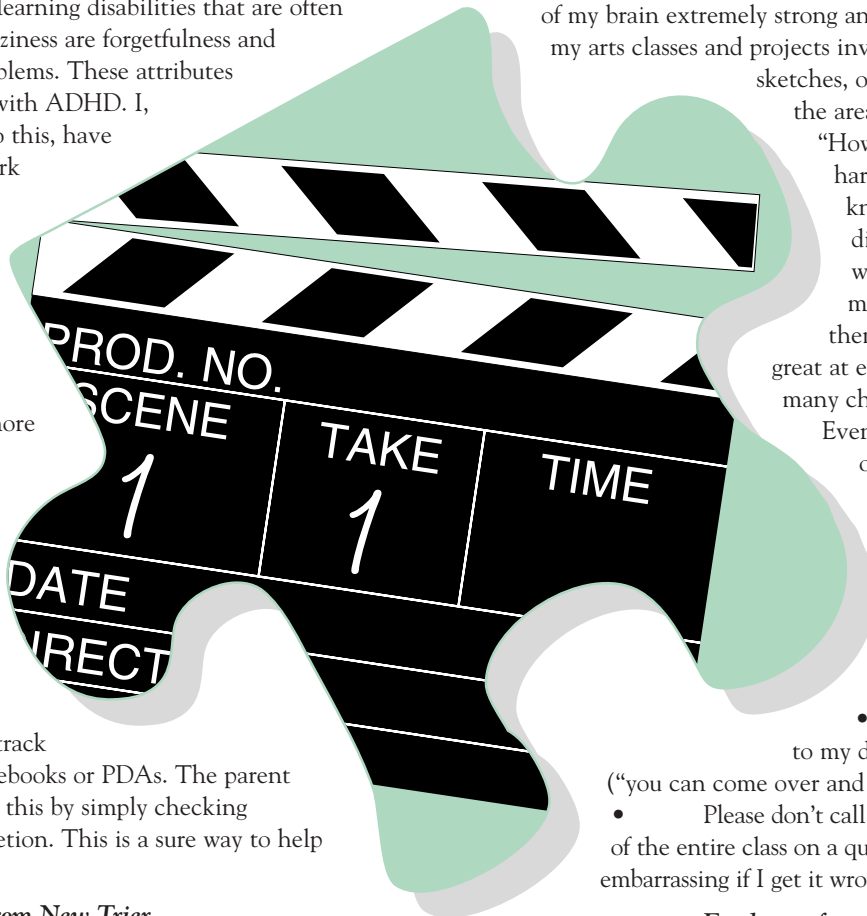 learning disabilities that are often
ziness are forgetfulness and
blems. These attributes
with ADHD. I,
o this, have
rk
more
track
ebooks or PDAs. The parent
this by simply checking
etion. This is a sure way to help
rom New Trier
PROD. NO.
SCENE
1
TAKE
1
TIME
DATE
IRECT
of my brain extremely strong an
my arts classes and projects inv
sketches, o
the area
“How
har
kn
di
w
m
then
great at e
many ch
Ever
o
•
to my d
(“you can come over and
• Please don’t call
of the entire class on a qu
embarrassing if I get it wro